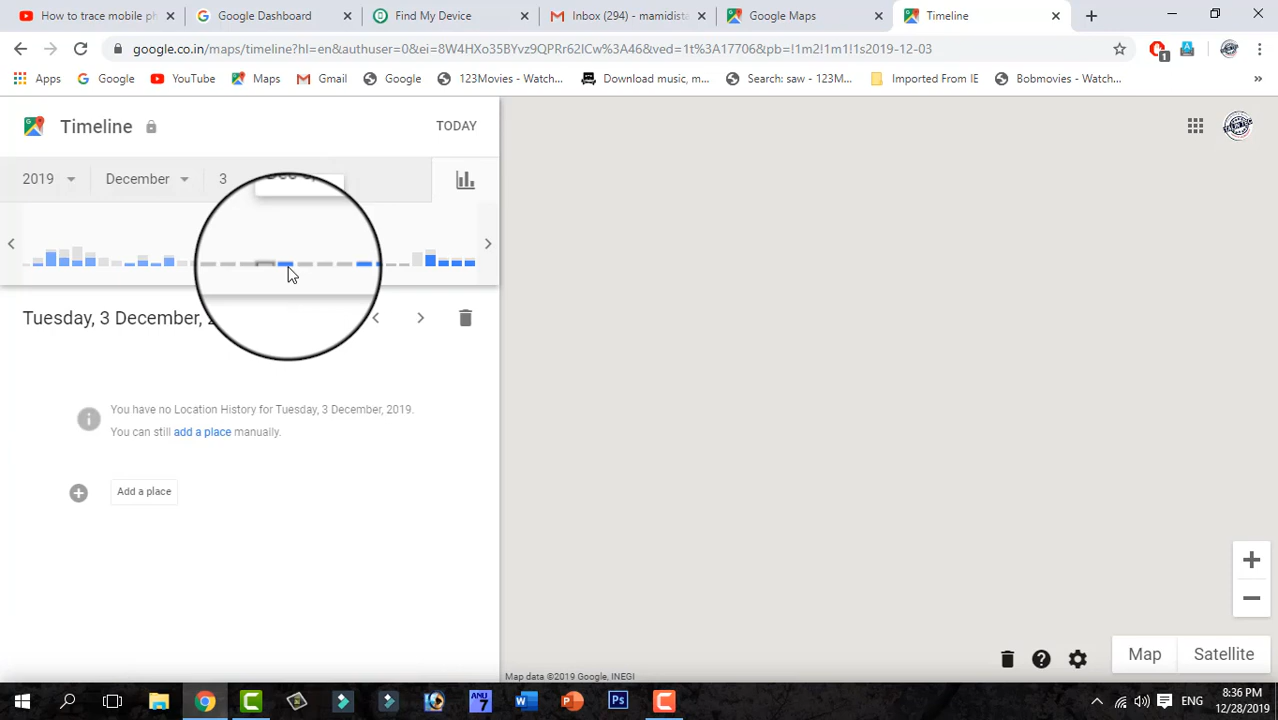 How to trace mobile ph
Google Dashboard
Find My Device
Inbox (294) - mamidista
Google Maps
Timeline
google.co.in/maps/timeline?hl=en&authuser=0&ei=8W4HXo35BYvz9QPRr62ICw%3A46&ved=1t%3A17706&pb=!1m2!1m1!1s2019-12-03
Apps
Google
YouTube
Maps
Gmail
Google
123Movies - Watch...
Download music, m...
Search: saw - 123M...
Imported From IE
Bobmovies - Watch...
Timeline
TODAY
2019
December
3
Tuesday, 3 December,
You have no Location History for Tuesday, 3 December, 2019.
You can still add a place manually.
Add a place
Map
Satellite
Map data ©2019 Google, INEGI
ANU
7
W
P
Ps
ENG
8:36 PM
12/28/2019